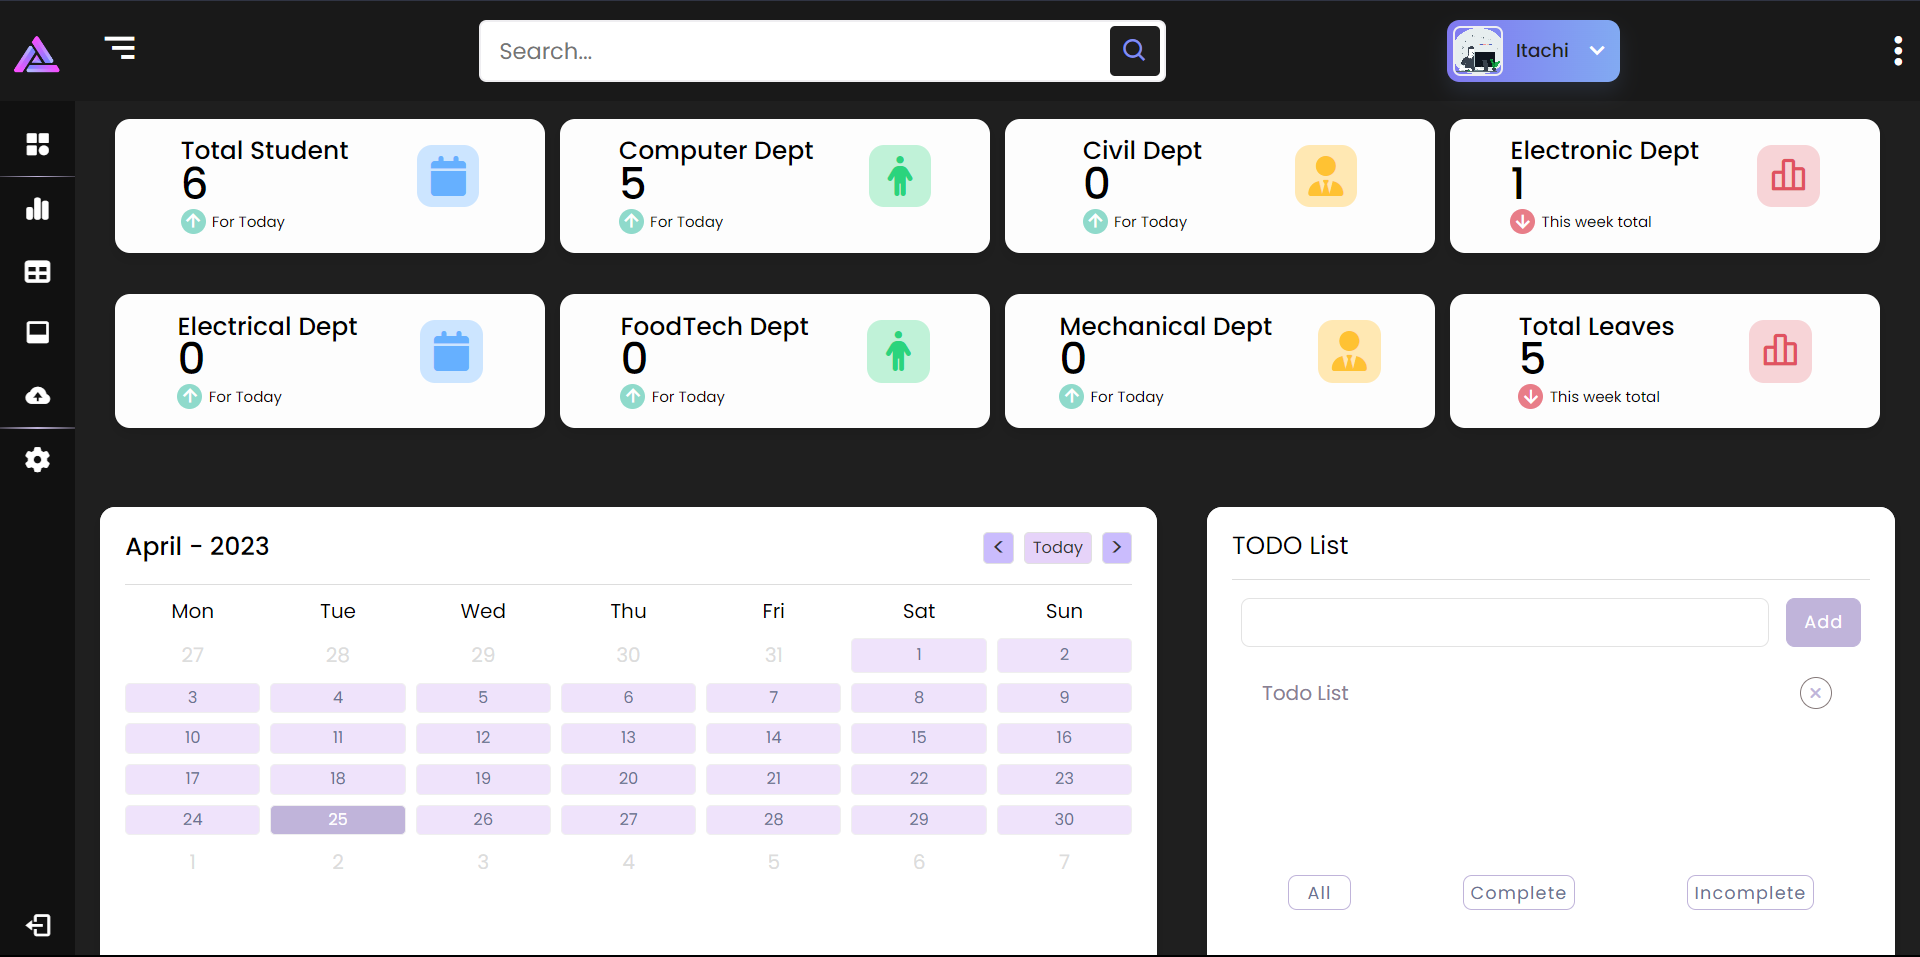 Search...
Itachi
Total Student
6
For Today
Computer Dept
5
For Today
Civil Dept
0
For Today
Electronic Dept
1
This week total
Electrical Dept
0
For Today
FoodTech Dept
0
For Today
Mechanical Dept
0
For Today
Total Leaves
5
This week total
April - 2023
< Today >
Mon Tue Wed Thu Fri Sat Sun
27 28 29 30 31 1 2
3 4 5 6 7 8 9
10 11 12 13 14 15 16
17 18 19 20 21 22 23
24 25 26 27 28 29 30
1 2 3 4 5 6 7
TODO List
Add
Todo List
All Complete Incomplete